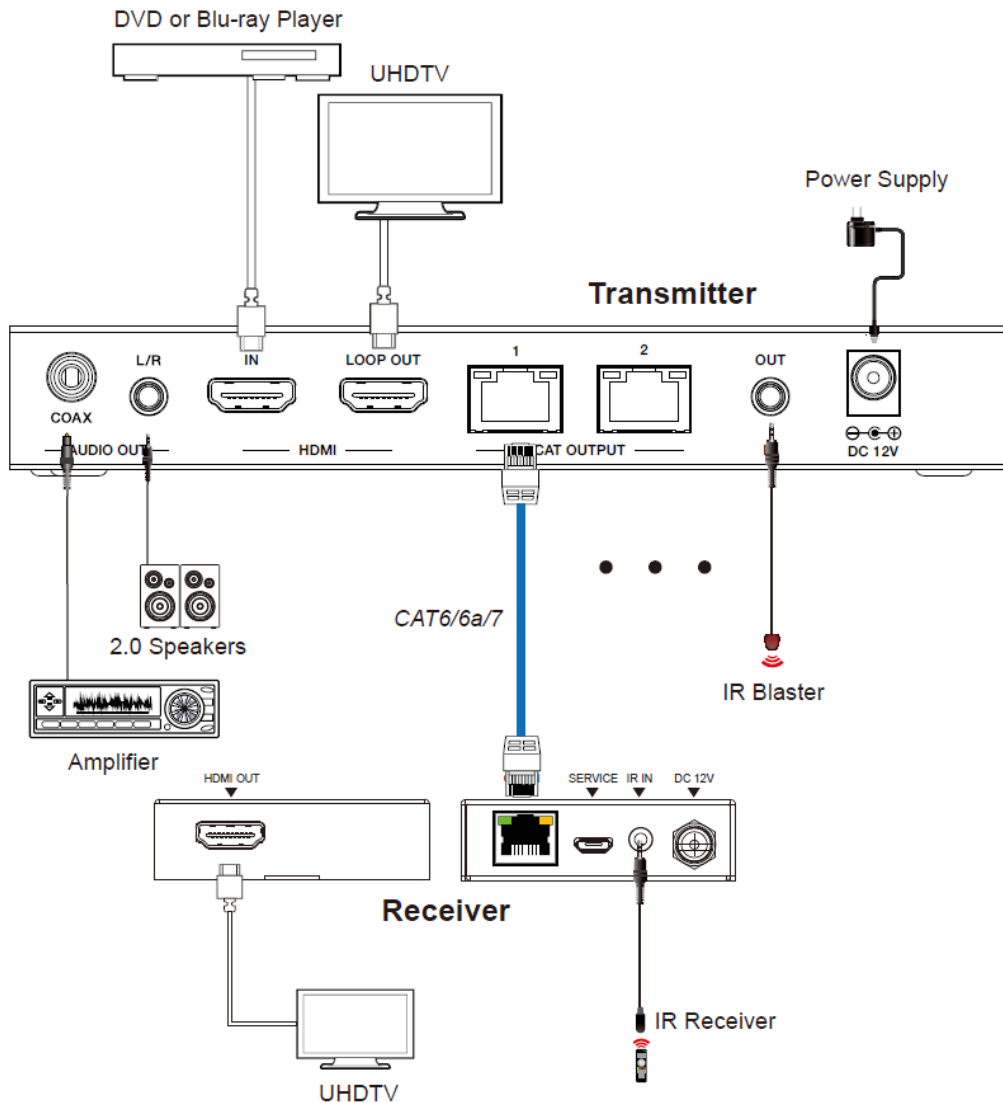 DVD or Blu-ray Player
UHDTV
Power Supply
Transmitter
L/R
IN
LOOP OUT
1
2
OUT
COAX
AUDIO OUT
HDMI
CAT OUTPUT
DC 12V
CAT6/6a/7
2.0 Speakers
IR Blaster
Amplifier
HDMI OUT
SERVICE
IR IN
DC 12V
Receiver
IR Receiver
UHDTV